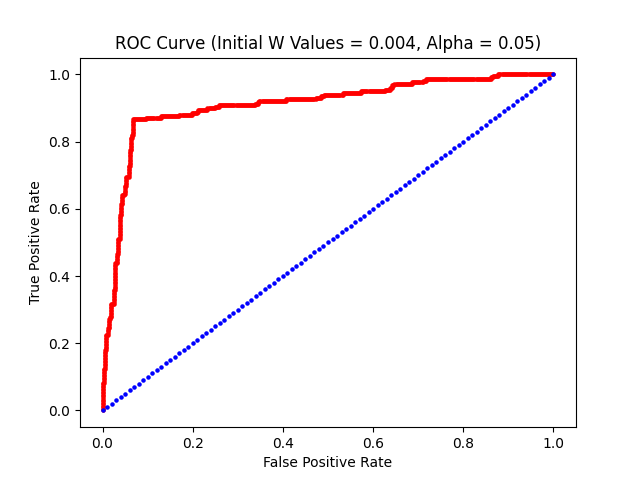 ROC Curve (Initial W Values = 0.004, Alpha = 0.05)
1.0
0.8
0.6
0.4
0.2
0.0
True Positive Rate
0.0 0.2 0.4 0.6 0.8 1.0
False Positive Rate